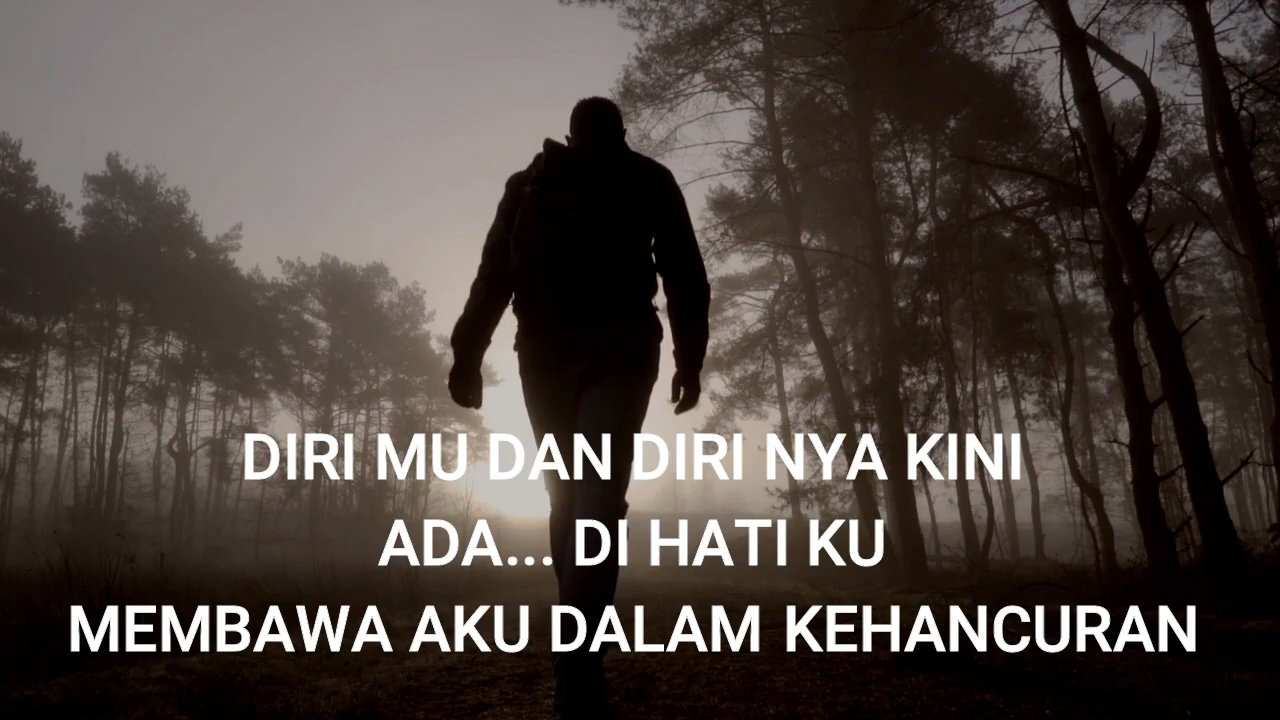 DIRI MU DAN DIRI NYA KINI
ADA... DI HATI KU
MEMBAWA AKU DALAM KEHANCURAN